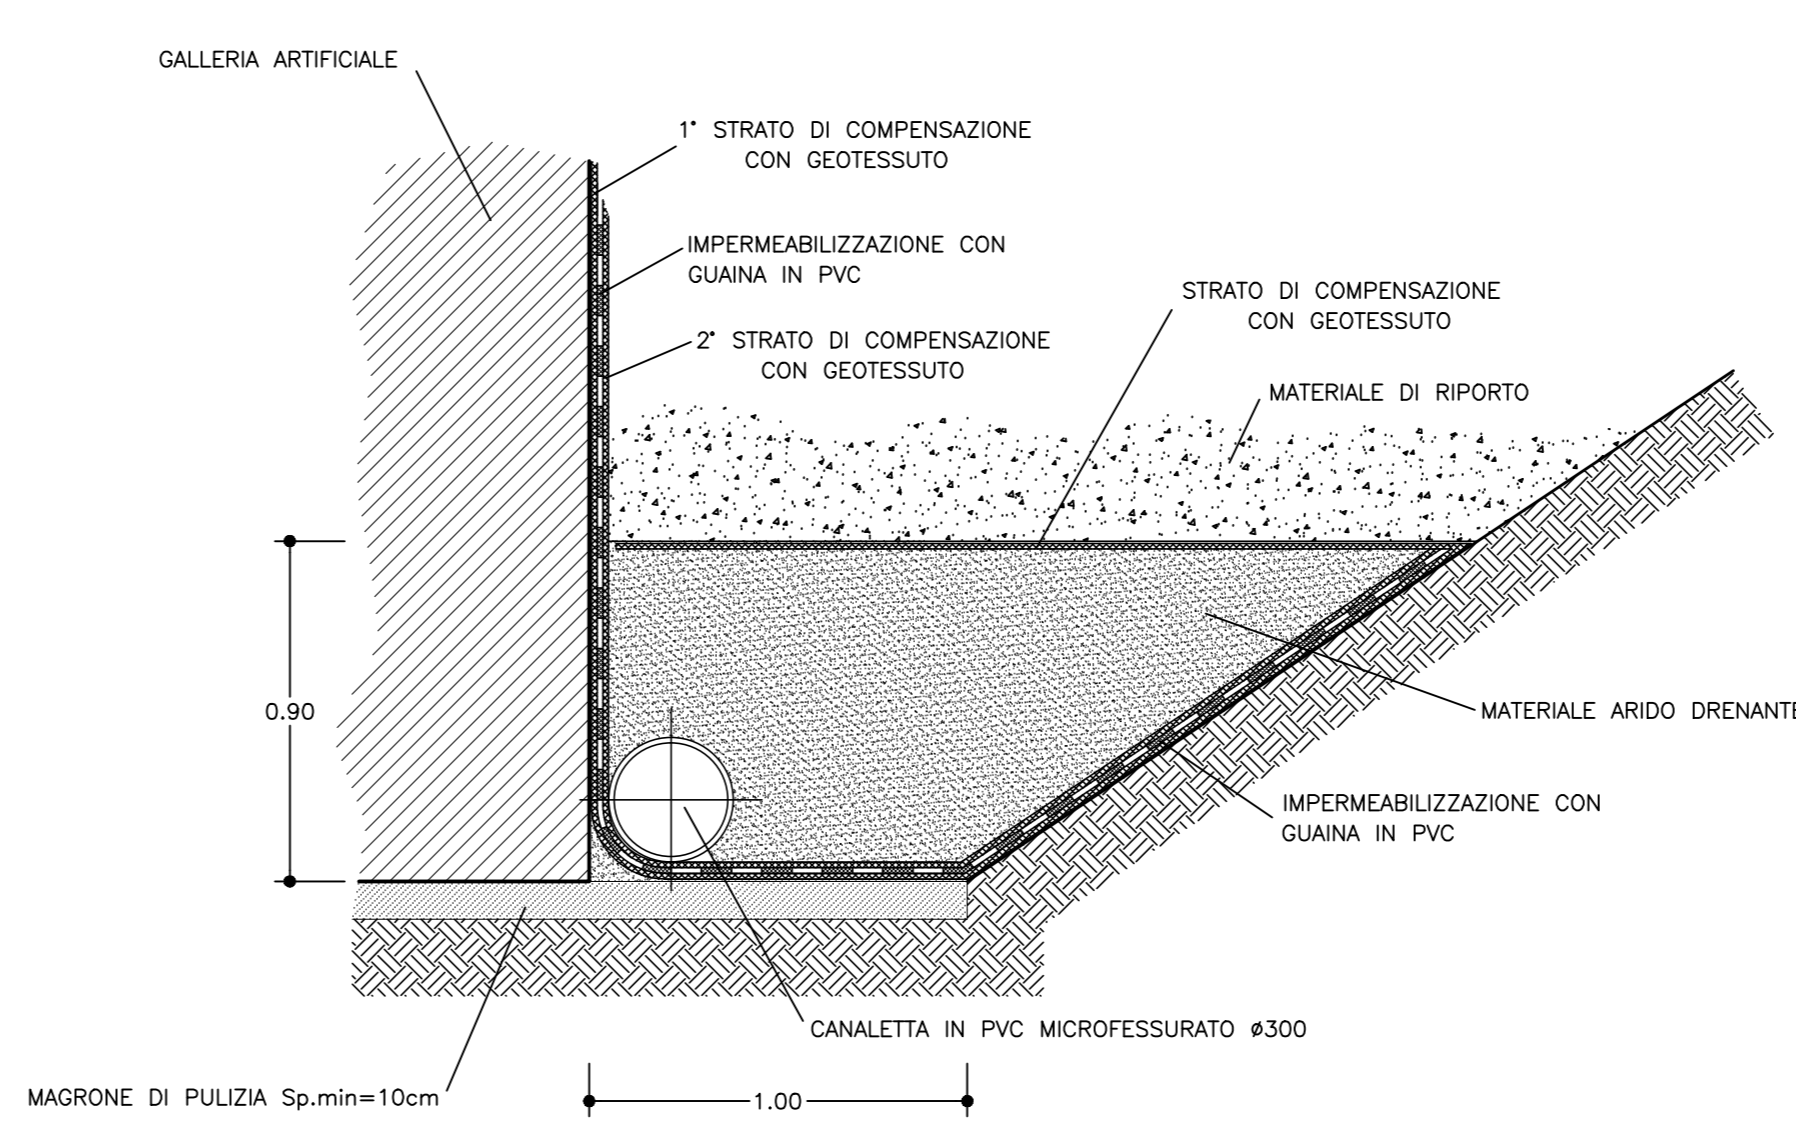 GALLERIA ARTIFICIALE
1° STRATO DI COMPENSAZIONE
CON GEOTESSUTO
IMPERMEABILIZZAZIONE CON
GUAINA IN PVC
2° STRATO DI COMPENSAZIONE
CON GEOTESSUTO
STRATO DI COMPENSAZIONE
CON GEOTESSUTO
MATERIALE DI RIPORTO
0.90
MATERIALE ARIDO DRENANTE
IMPERMEABILIZZAZIONE CON
GUAINA IN PVC
CANALETTA IN PVC MICROFESSURATO ø300
MAGRONE DI PULIZIA Sp.min=10cm
1.00